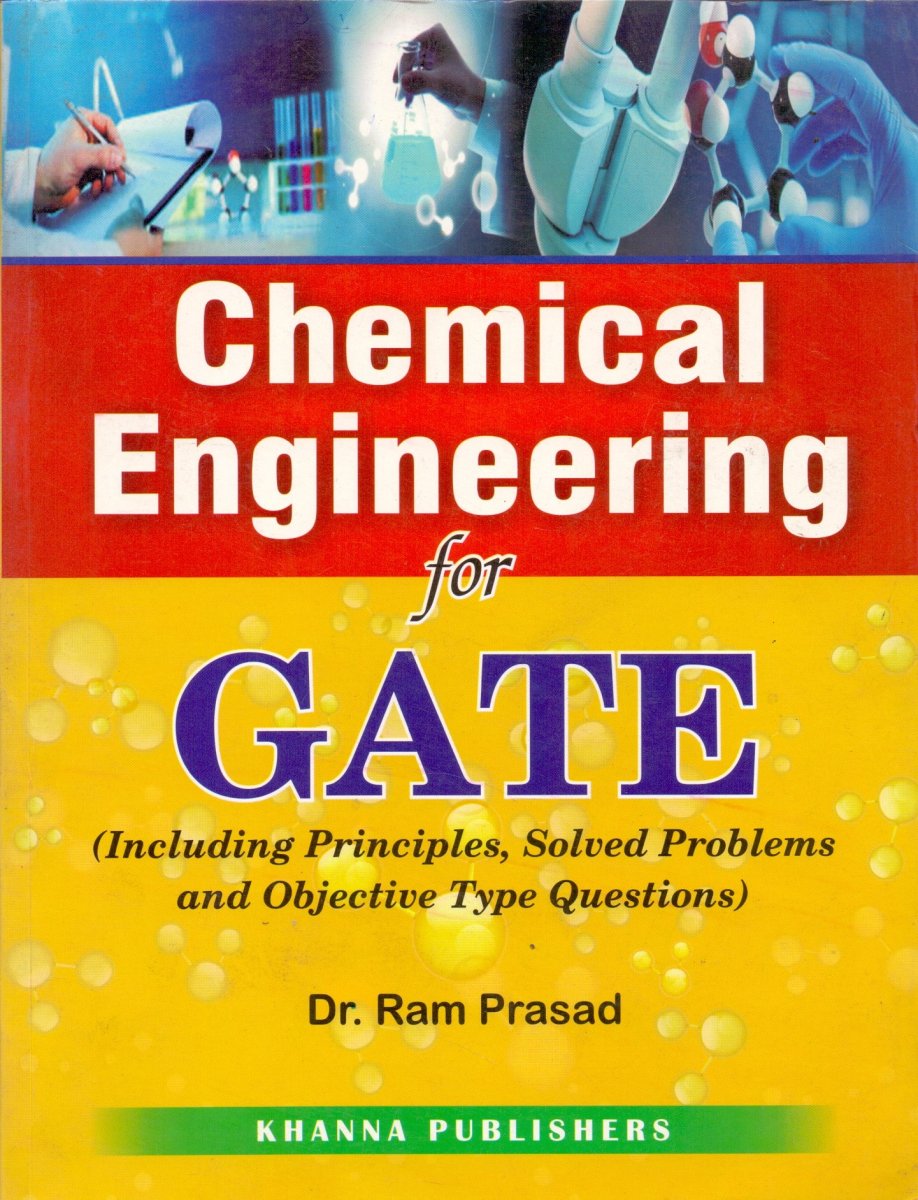 Chemical
Engineering
for
GATE
(Including Principles, Solved Problems
and Objective Type Questions)
Dr. Ram Prasad
KHANNA PUBLISHERS